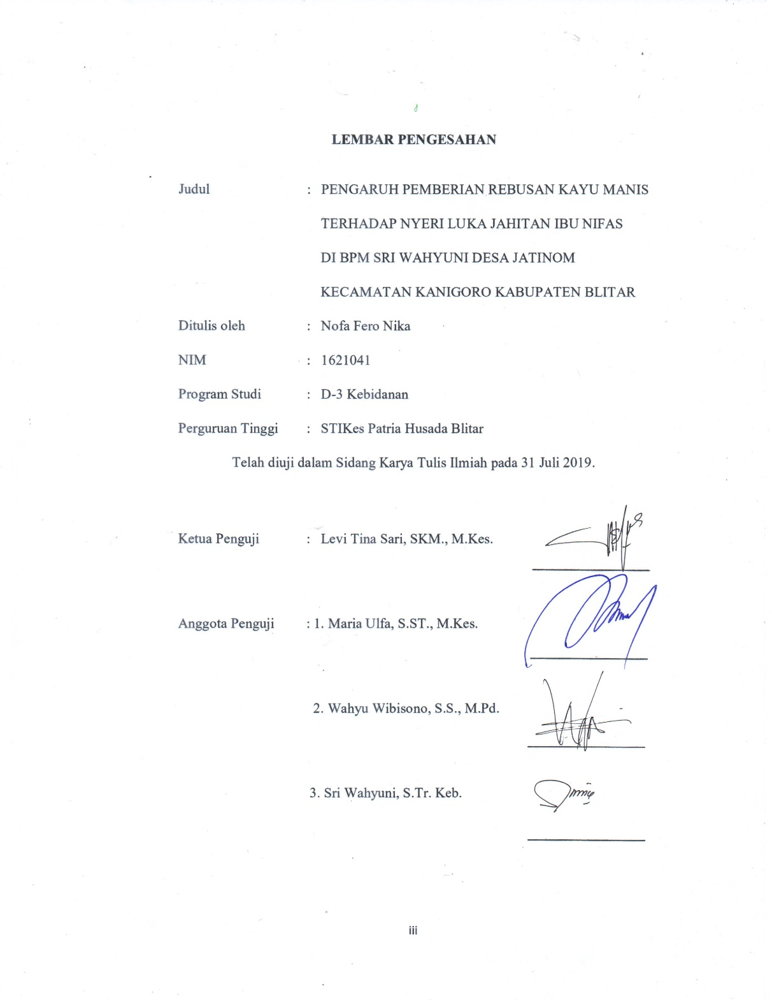 LEMBAR PENGESAHAN
Judul : PENGARUH PEMBERIAN REBUSAN KAYU MANIS
TERHADAP NYERI LUKA JAHITAN IBU NIFAS
DI BPM SRI WAHYUNI DESA JATINOM
KECAMATAN KANIGORO KABUPATEN BLITAR
Ditulis oleh : Nofa Fero Nika
NIM : 1621041
Program Studi : D-3 Kebidanan
Perguruan Tinggi : STIKes Patria Husada Blitar
Telah diuji dalam Sidang Karya Tulis Ilmiah pada 31 Juli 2019.
Ketua Penguji : Levi Tina Sari, SKM., M.Kes.
Anggota Penguji : 1. Maria Ulfa, S.ST., M.Kes.
2. Wahyu Wibisono, S.S., M.Pd.
3. Sri Wahyuni, S.Tr. Keb.
iii